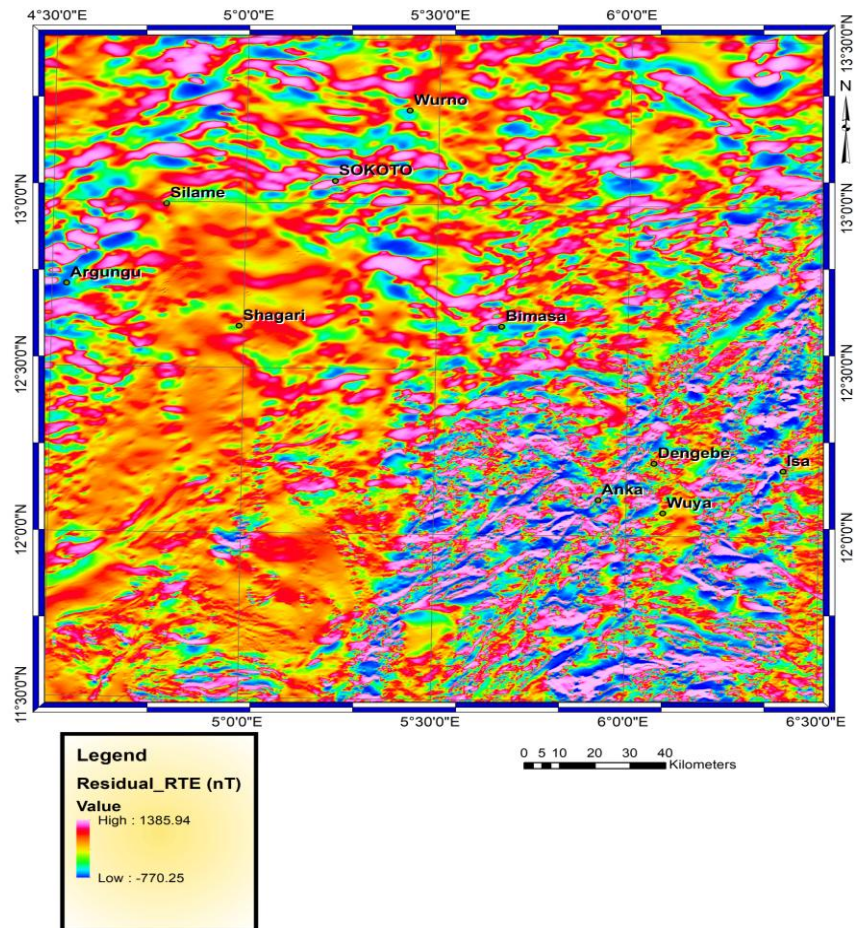 4°30'0"E 5°0'0"E 5°30'0"E 6°0'0"E
13°30'0"N
N
Wurno
SOKOTO
Silame
13°0'0"N
13°0'0"N
Argungu
Shagari
Bimasa
12°30'0"N
12°30'0"N
Dengebe
Isa
Anka
Wuya
12°0'0"N
12°0'0"N
11°30'0"N
5°0'0"E 5°30'0"E 6°0'0"E 6°30'0"E
Legend
Residual_RTE (nT)
Value
High : 1385.94
Low : -770.25
0 5 10 20 30 40
Kilometers